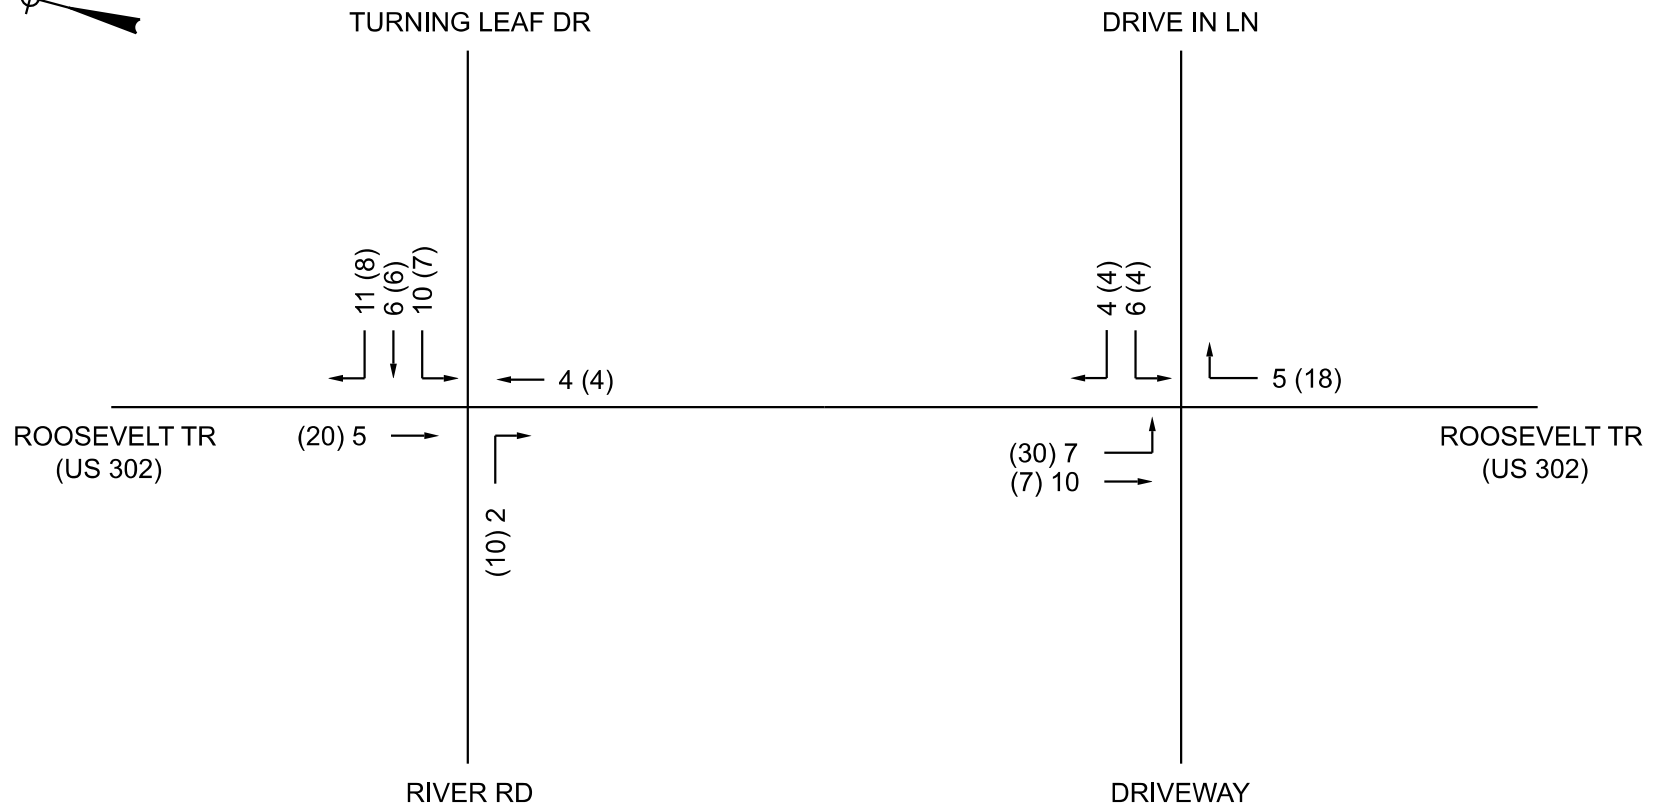 TURNING LEAF DR
DRIVE IN LN
11 (8)
6 (6)
10 (7)
4 (4)
6 (4)
4 (4)
5 (18)
ROOSEVELT TR
(US 302)
(20) 5
(10) 2
(30) 7
(7) 10
ROOSEVELT TR
(US 302)
RIVER RD
DRIVEWAY